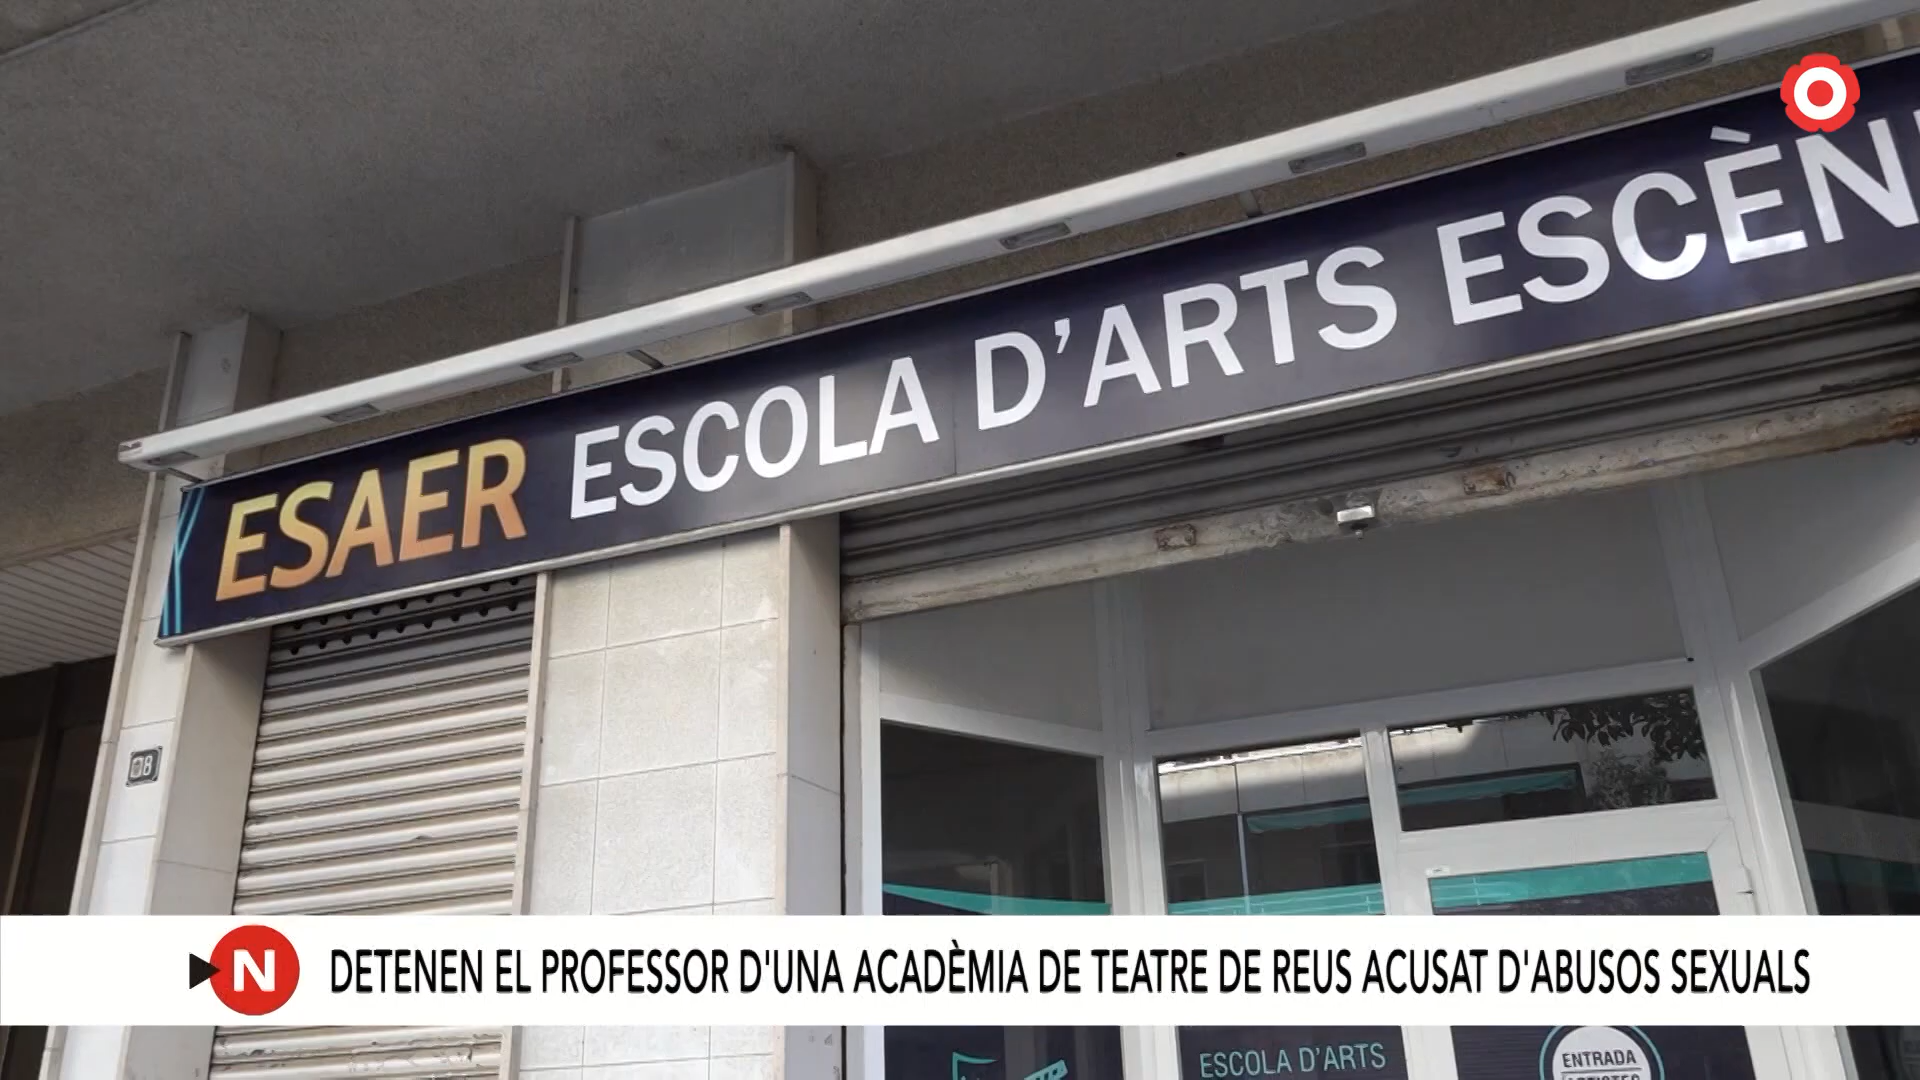 ESAER ESCOLA D'ARTS ESCÈN
8
N DETENEN EL PROFESSOR D'UNA ACADÈMIA DE TEATRE DE REUS ACUSAT D'ABUSOS SEXUALS
ESCOLA D'ARTS
ENTRADA